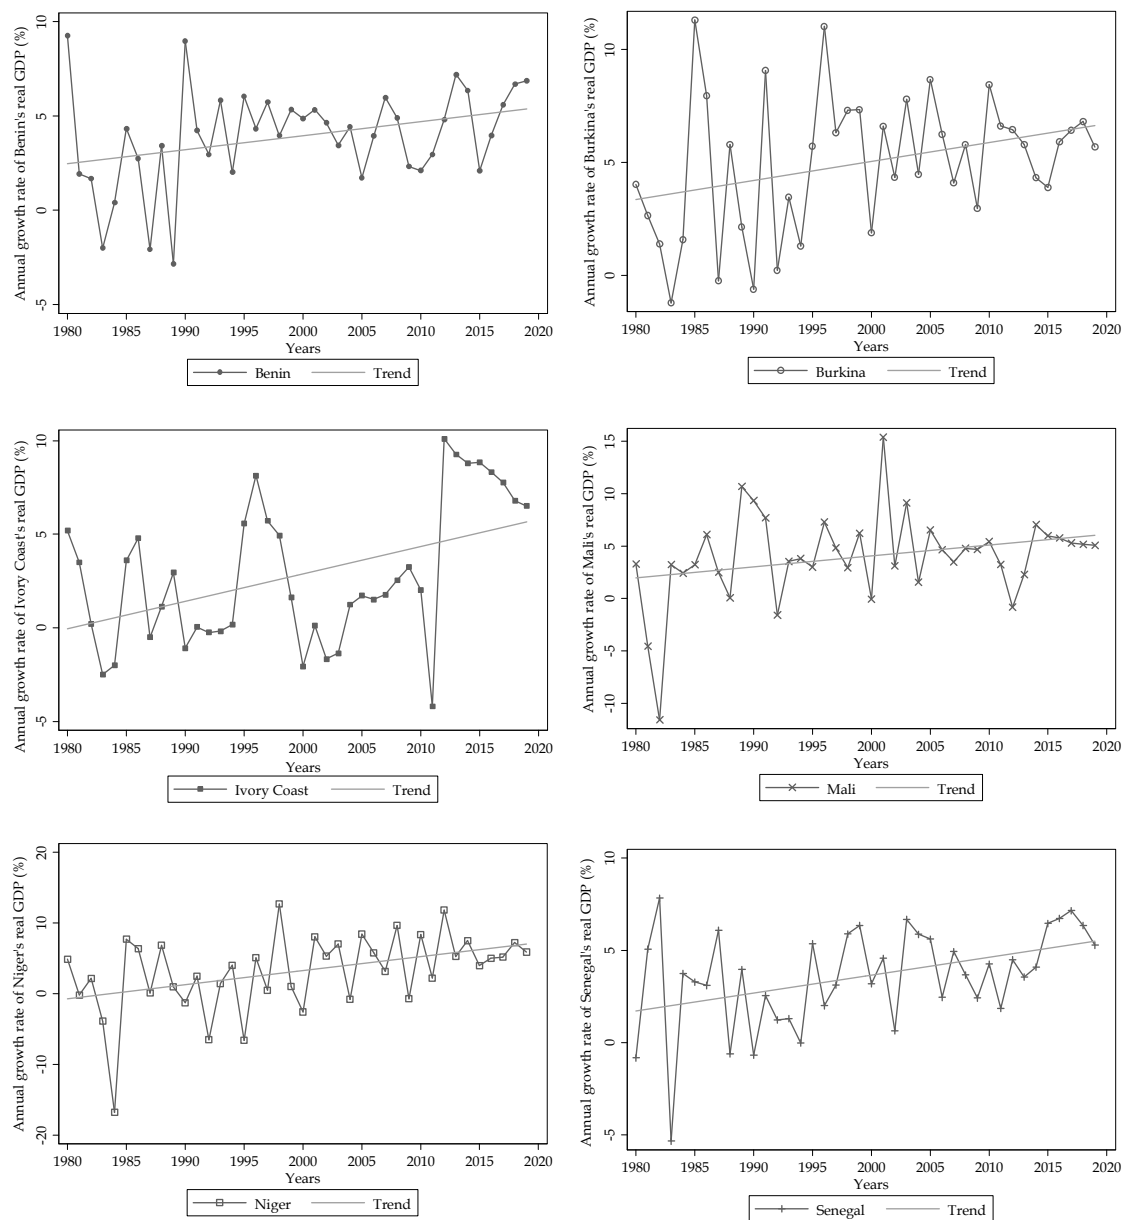 Annual growth rate of Benin's real GDP (%)
10
5
0
-5
1980 1985 1990 1995 2000 2005 2010 2015 2020
Years
Benin Trend
Annual growth rate of Burkina's real GDP (%)
10
5
0
1980 1985 1990 1995 2000 2005 2010 2015 2020
Years
Burkina Trend
Annual growth rate of Ivory Coast's real GDP (%)
10
5
0
-5
1980 1985 1990 1995 2000 2005 2010 2015 2020
Years
Ivory Coast Trend
Annual growth rate of Mali's real GDP (%)
15
10
5
0
-5
-10
1980 1985 1990 1995 2000 2005 2010 2015 2020
Years
Mali Trend
Annual growth rate of Niger's real GDP (%)
20
10
0
-10
-20
1980 1985 1990 1995 2000 2005 2010 2015 2020
Years
Niger Trend
Annual growth rate of Senegal's real GDP (%)
10
5
0
-5
1980 1985 1990 1995 2000 2005 2010 2015 2020
Years
Senegal Trend